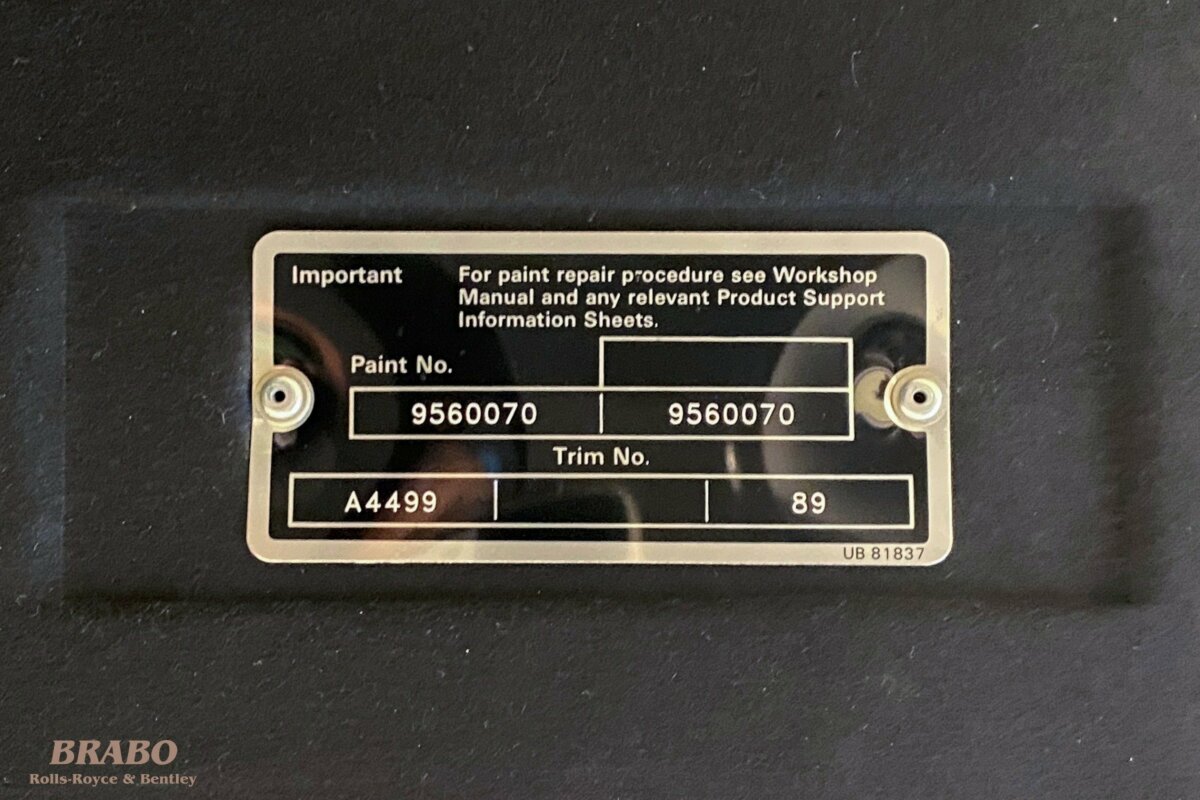 Important
For paint repair procedure see Workshop
Manual and any relevant Product Support
Information Sheets.
Paint No.
9560070 9560070
Trim No.
A4499 89
UB 81837
BRABO
Rolls-Royce & Bentley